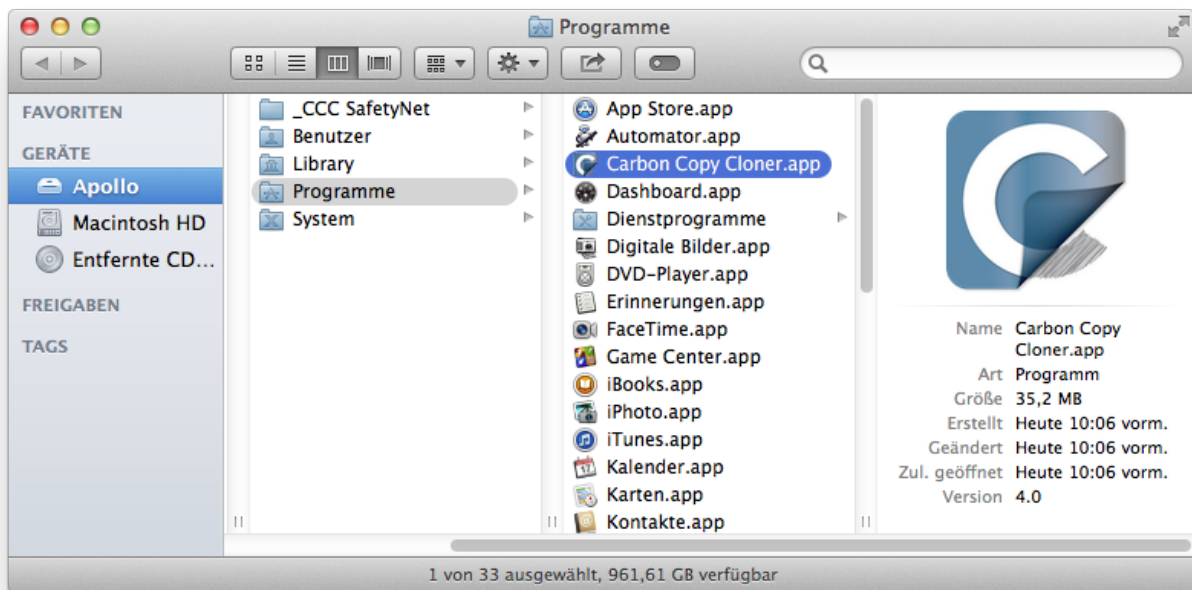 Programme
FAVORITEN
GERÄTE
Apollo
Macintosh HD
Entfernte CD...
FREIGABEN
TAGS
_CCC SafetyNet
Benutzer
Library
Programme
System
App Store.app
Automator.app
Carbon Copy Cloner.app
Dashboard.app
Dienstprogramme
Digitale Bilder.app
DVD-Player.app
Erinnerungen.app
FaceTime.app
Game Center.app
iBooks.app
iPhoto.app
iTunes.app
Kalender.app
Karten.app
Kontakte.app
Name Carbon Copy
Cloner.app
Art Programm
Größe 35,2 MB
Erstellt Heute 10:06 vorm.
Geändert Heute 10:06 vorm.
Zul. geöffnet Heute 10:06 vorm.
Version 4.0
1 von 33 ausgewählt, 961,61 GB verfügbar